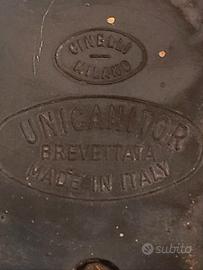 CINELLI
MILANO
UNICANITOR
BREVETTATA
MADE IN ITALY
subito